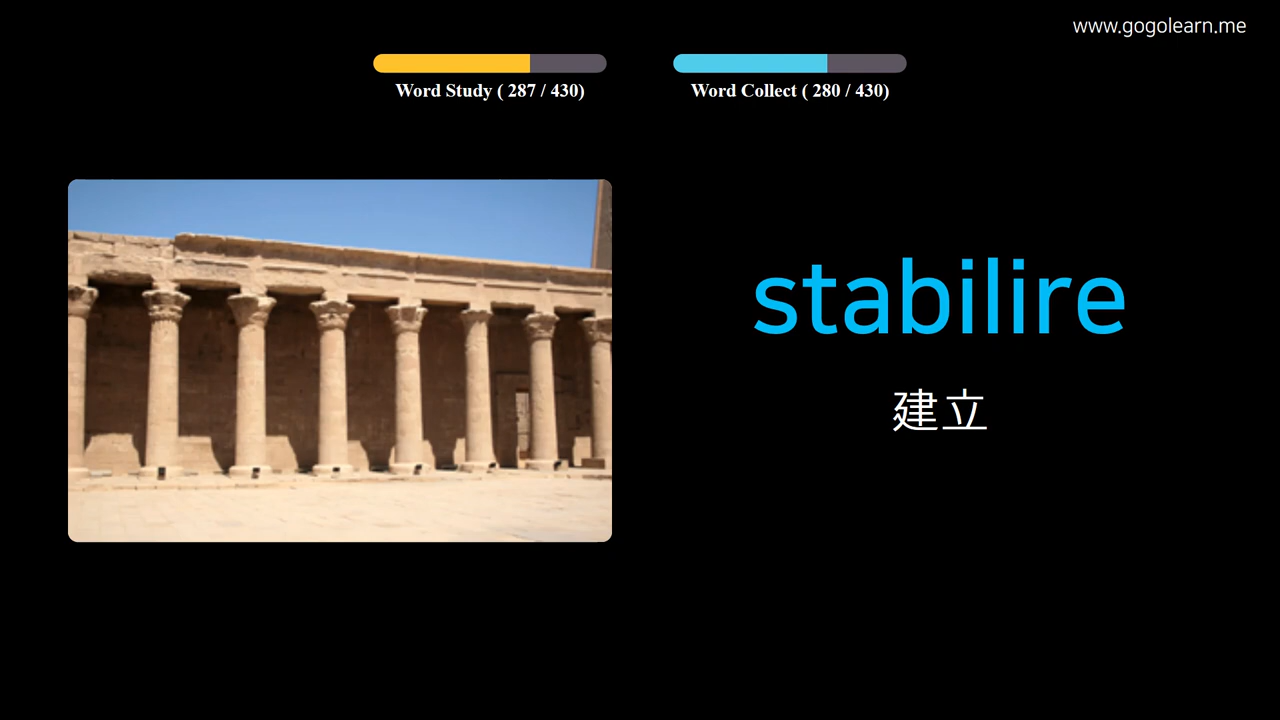 www.gogolearn.me
Word Study ( 287 / 430)
Word Collect ( 280 / 430)
stabilire
建立